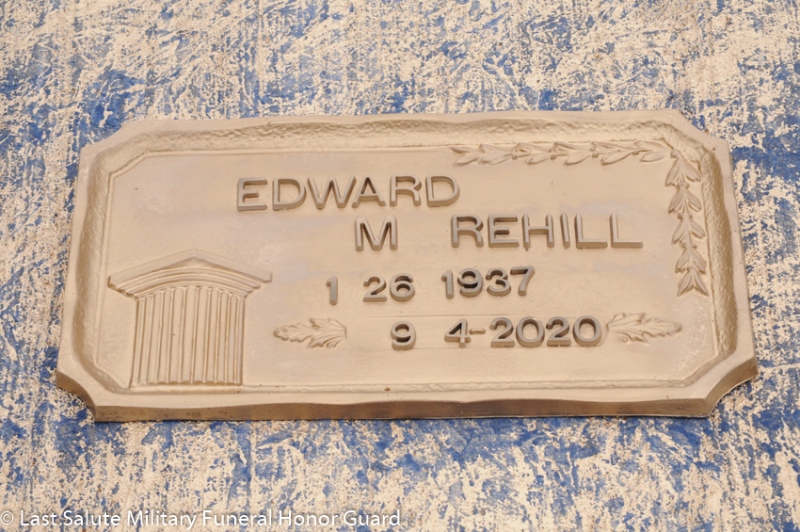 EDWARD
M REHILL
1 26 1937
9 4-2020
© Last Salute Military Funeral Honor Guard